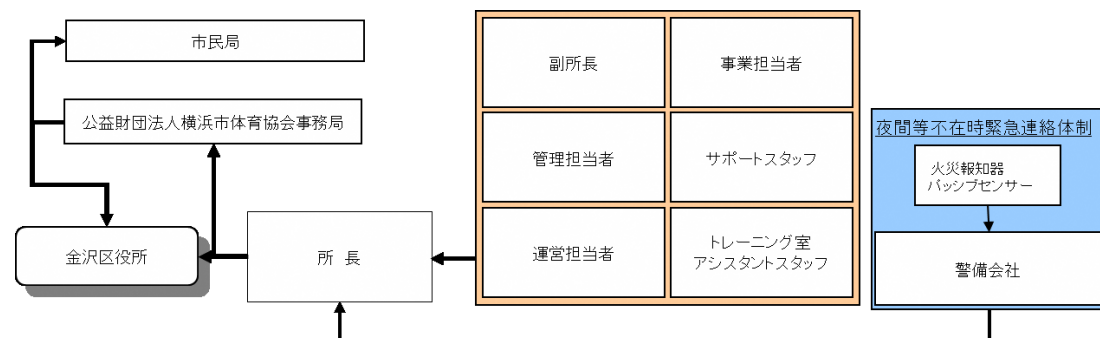 市民局
公益財団法人横浜市体育協会事務局
金沢区役所
所 長
副所長
事業担当者
管理担当者
サポートスタッフ
運営担当者
トレーニング室
アシスタントスタッフ
夜間等不在時緊急連絡体制
火災報知器
パッシブセンサー
警備会社